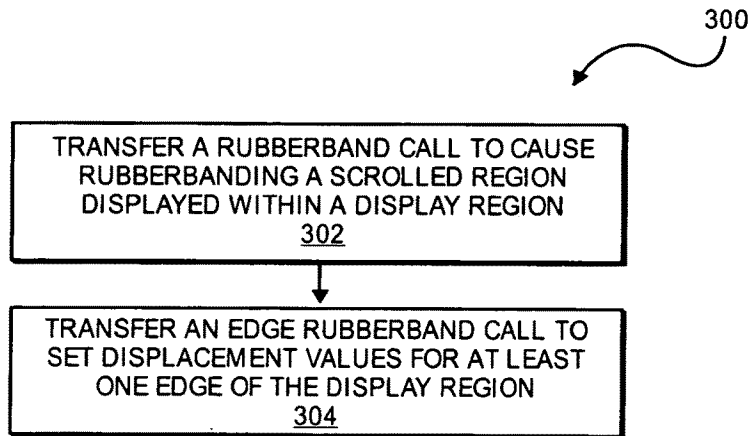 300
TRANSFER A RUBBERBAND CALL TO CAUSE
RUBBERBANDING A SCROLLED REGION
DISPLAYED WITHIN A DISPLAY REGION
302
TRANSFER AN EDGE RUBBERBAND CALL TO
SET DISPLACEMENT VALUES FOR AT LEAST
ONE EDGE OF THE DISPLAY REGION
304